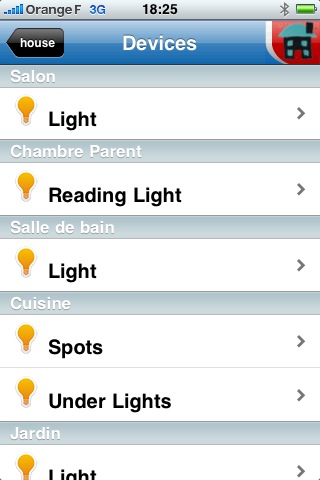 Orange F 3G 18:25
house Devices
Salon
Light
Chambre Parent
Reading Light
Salle de bain
Light
Cuisine
Spots
Under Lights
Jardin
Light